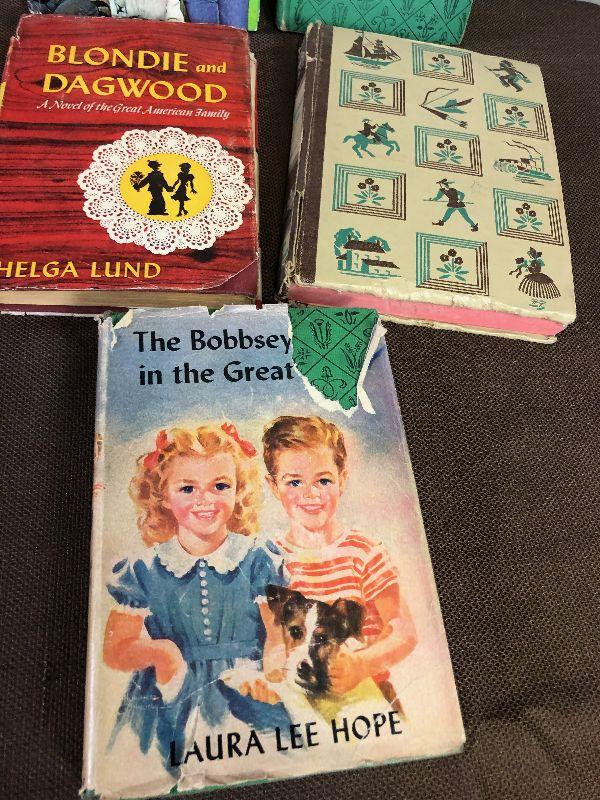 BLONDIE and
DAGWOOD
A Novel of the Great American Family
HELGA LUND
The Bobbsey
in the Great
LAURA LEE HOPE